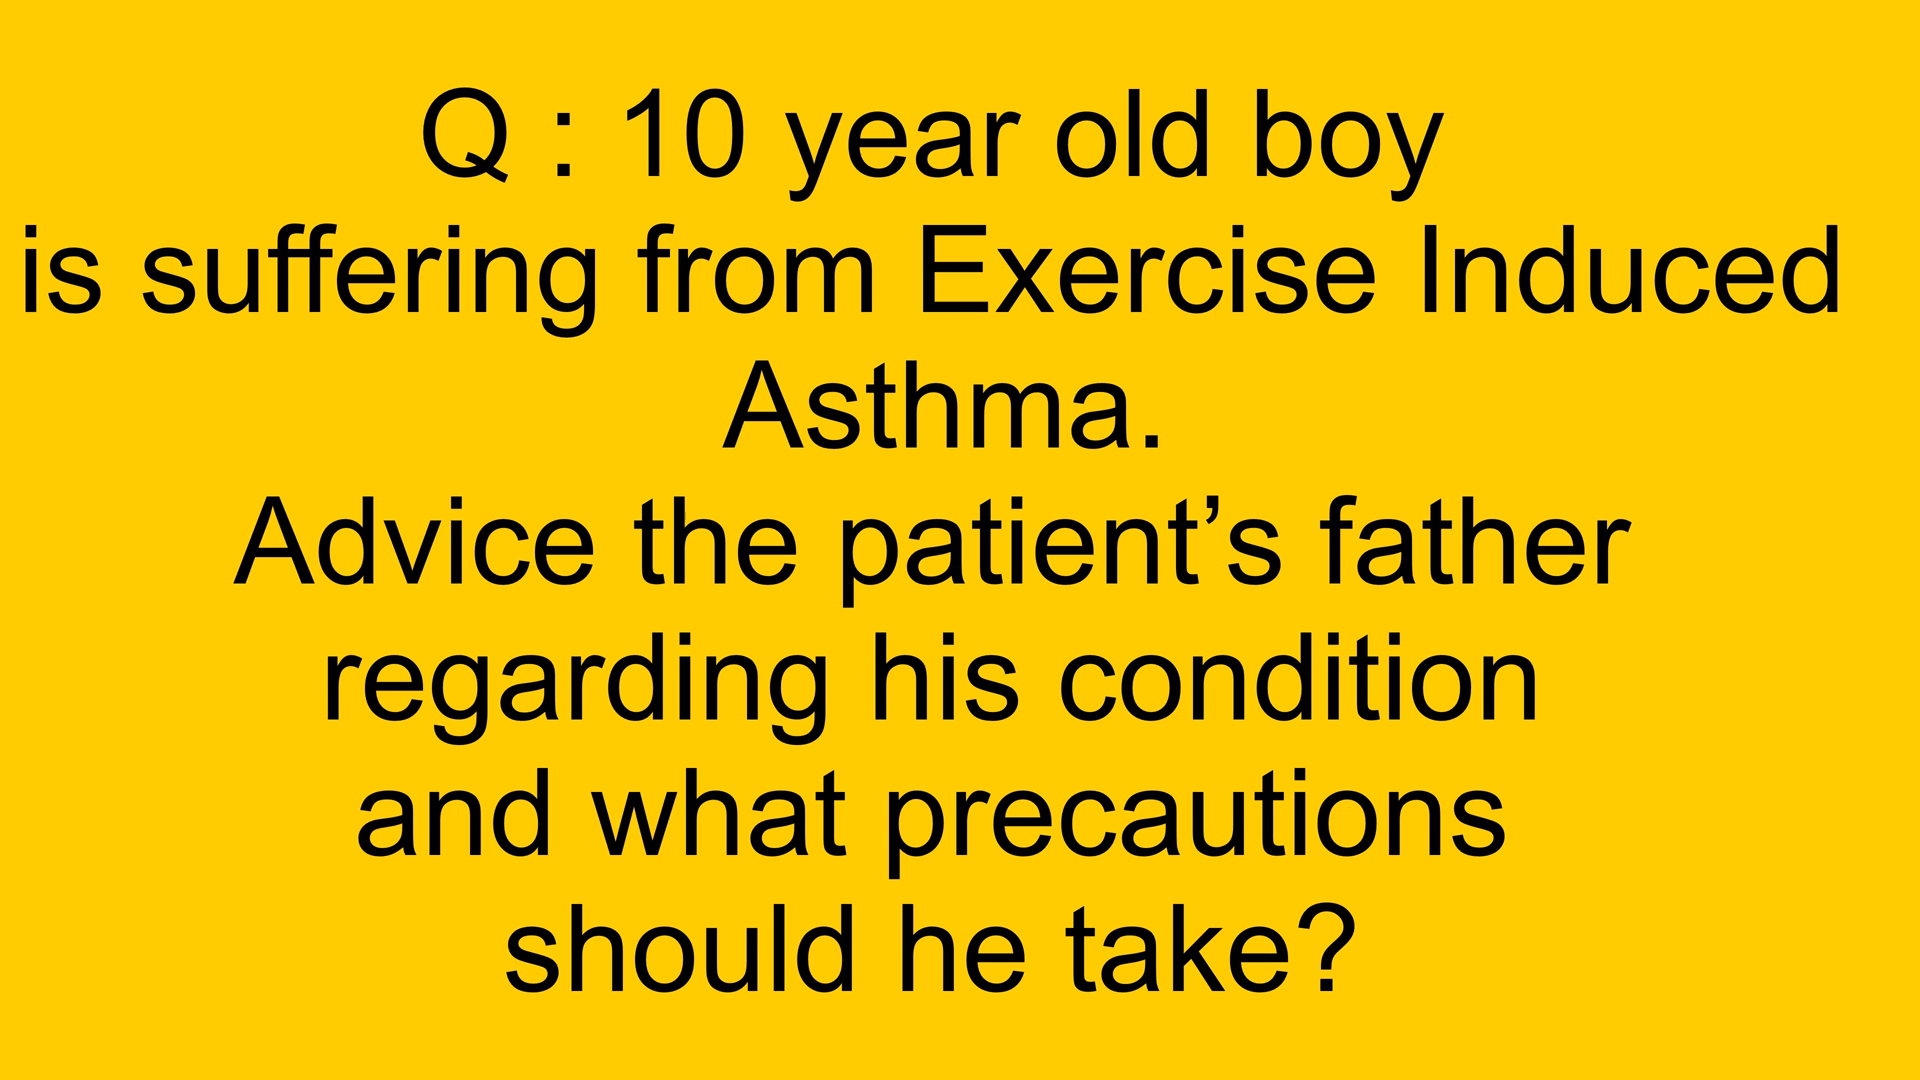 Q : 10 year old boy
is suffering from Exercise Induced
Asthma.
Advice the patient’s father
regarding his condition
and what precautions
should he take?